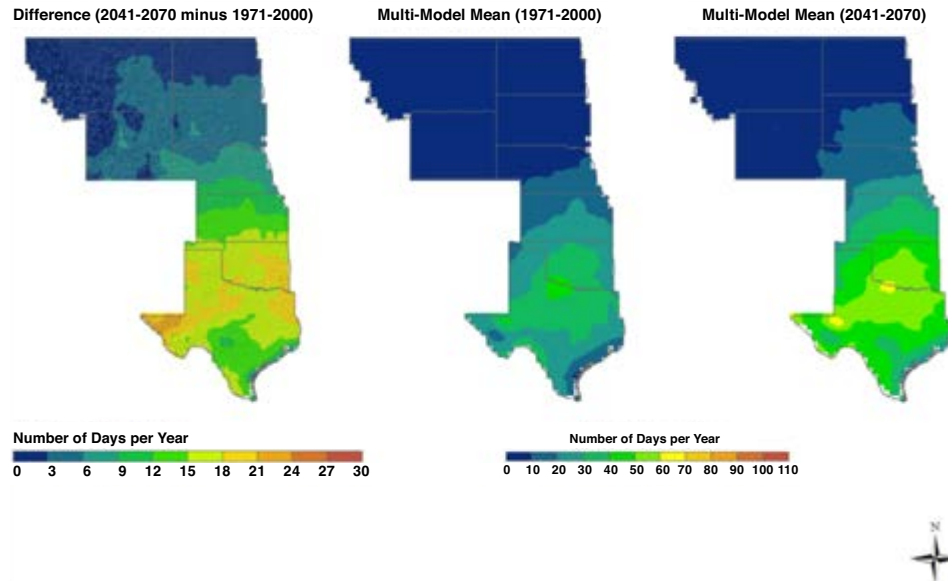 Difference (2041-2070 minus 1971-2000)
Multi-Model Mean (1971-2000)
Multi-Model Mean (2041-2070)
Number of Days per Year
0 3 6 9 12 15 18 21 24 27 30
Number of Days per Year
0 10 20 30 40 50 60 70 80 90 100 110
N